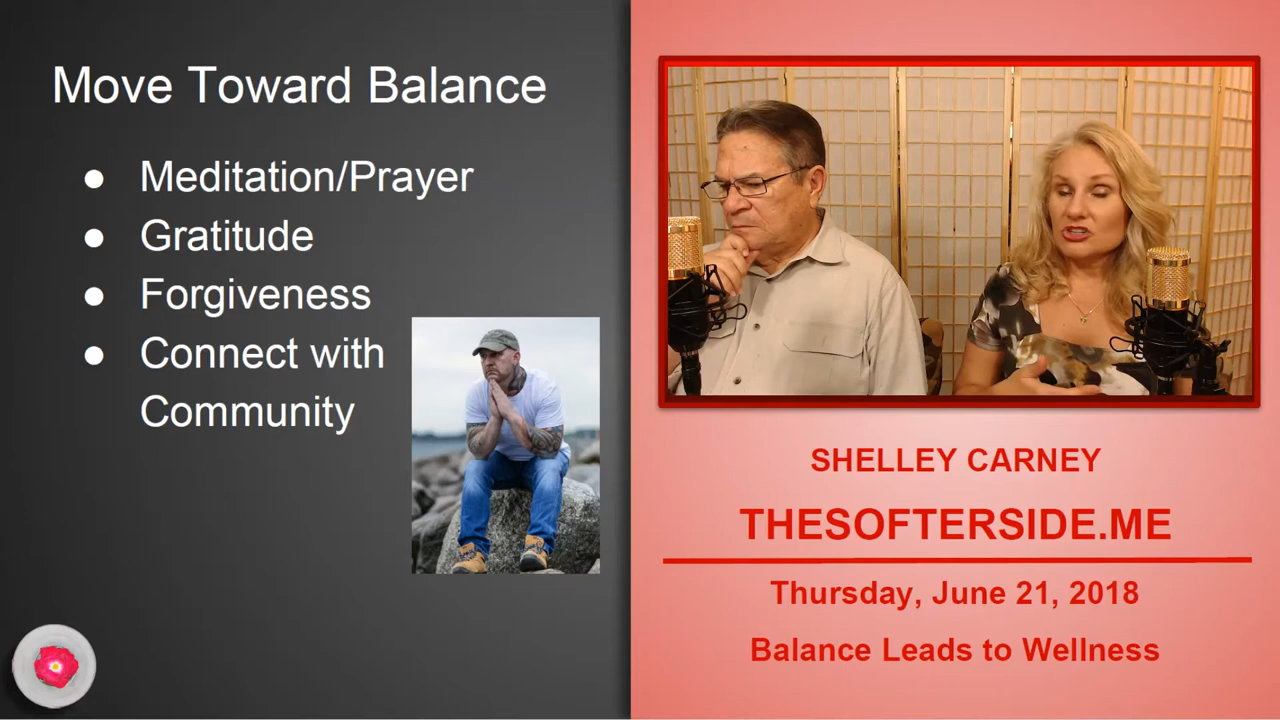 Move Toward Balance
● Meditation/Prayer
● Gratitude
● Forgiveness
● Connect with
Community
SHELLEY CARNEY
THESOFTERSIDE.ME
Thursday, June 21, 2018
Balance Leads to Wellness